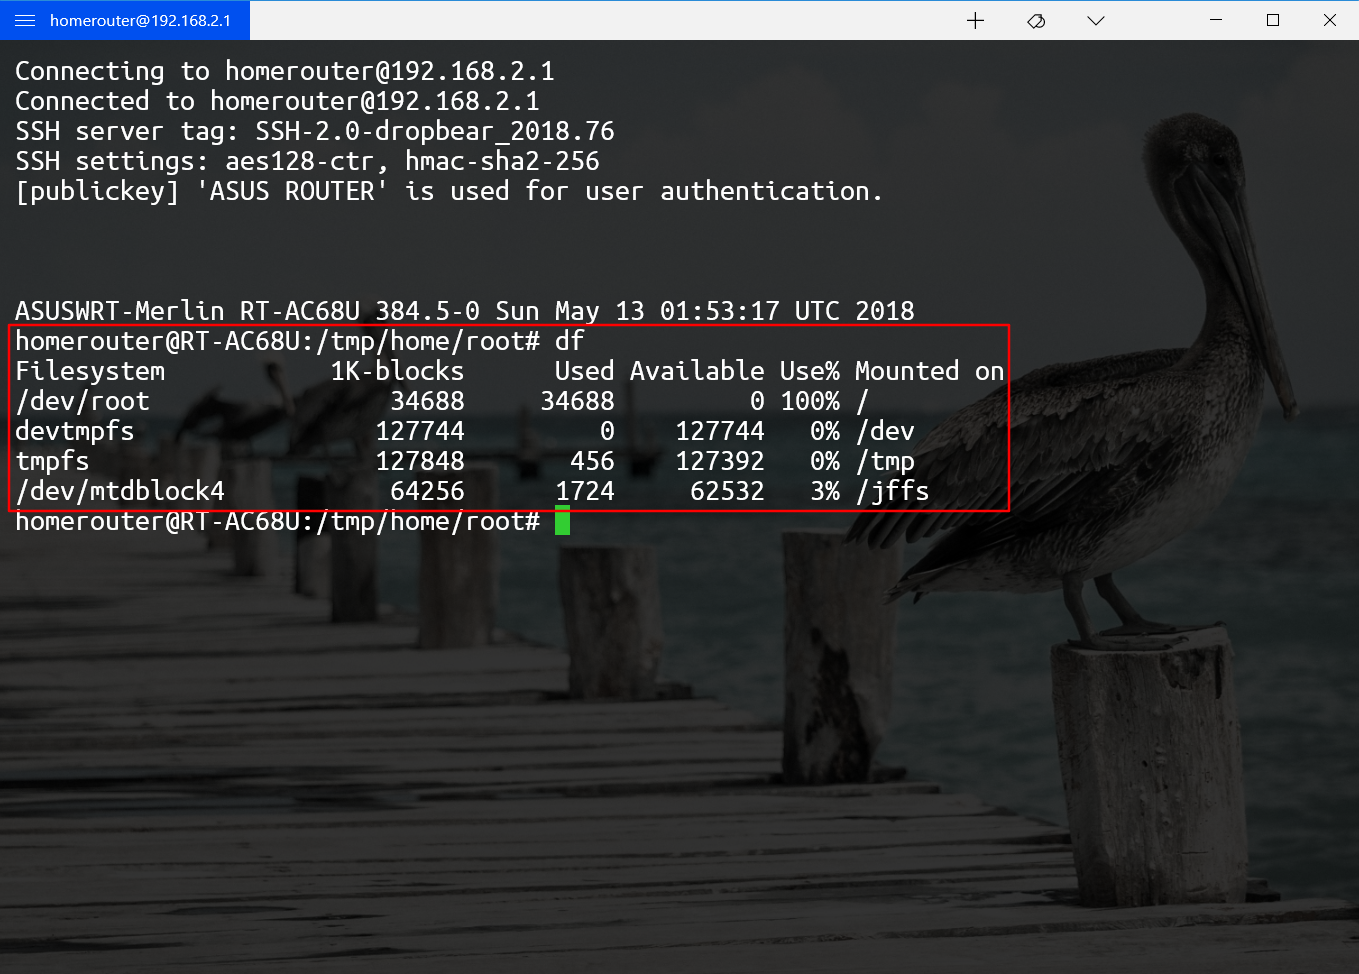 homerouter@192.168.2.1
Connecting to homerouter@192.168.2.1
Connected to homerouter@192.168.2.1
SSH server tag: SSH-2.0-dropbear_2018.76
SSH settings: aes128-ctr, hmac-sha2-256
[publickey] 'ASUS ROUTER' is used for user authentication.
ASUSWRT-Merlin RT-AC68U 384.5-0 Sun May 13 01:53:17 UTC 2018
homerouter@RT-AC68U:/tmp/home/root# df
Filesystem           1K-blocks      Used Available Use% Mounted on
/dev/root                34688     34688         0 100% /
devtmpfs                127744         0    127744   0% /dev
tmpfs                   127848       456    127392   0% /tmp
/dev/mtdblock4           64256      1724     62532   3% /jffs
homerouter@RT-AC68U:/tmp/home/root#